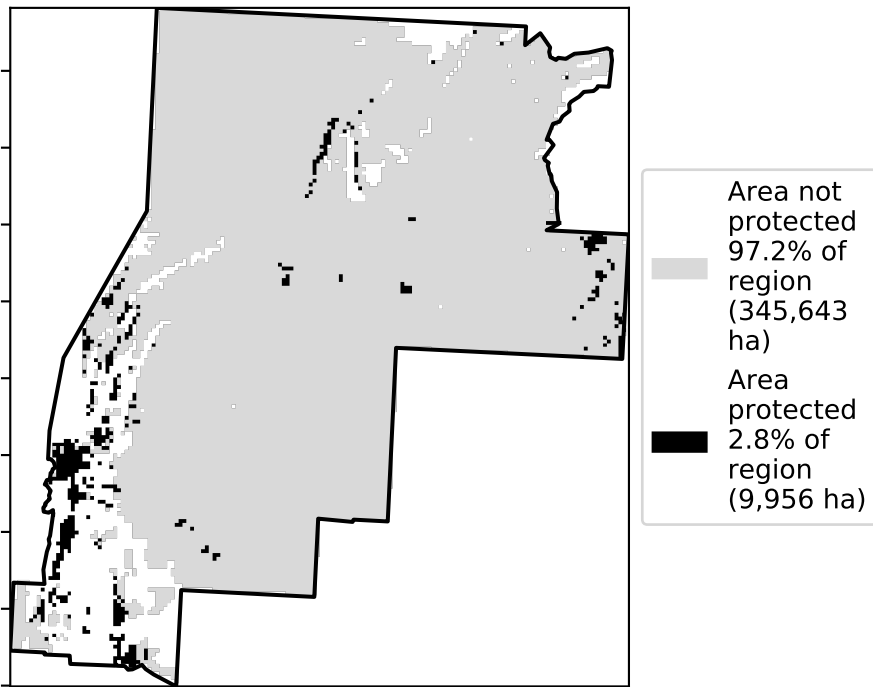 Area not
protected
97.2% of
region
(345,643
ha)
Area
protected
2.8% of
region
(9,956 ha)